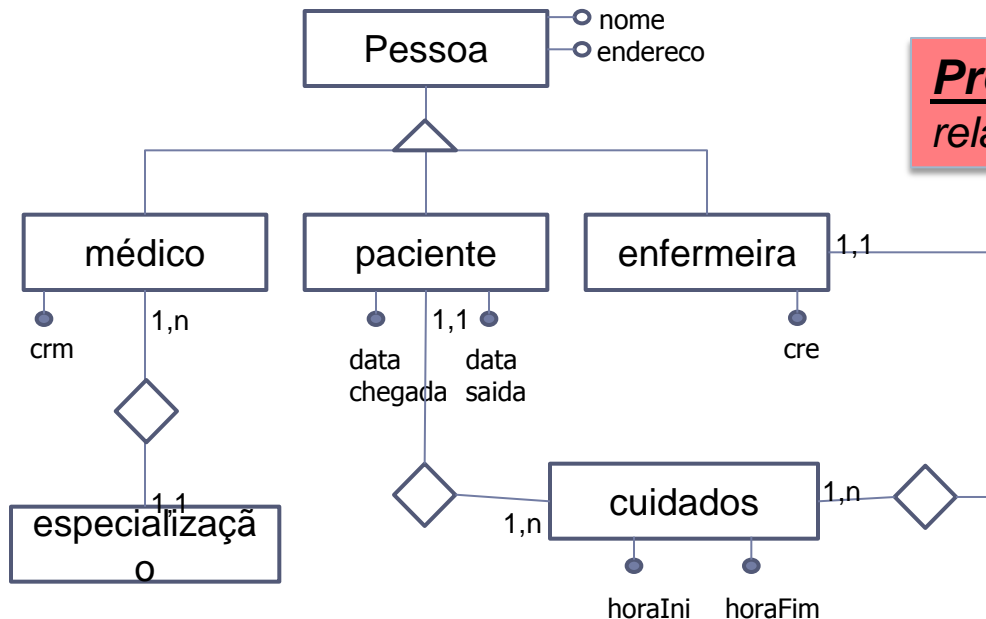 nome
Pessoa
endereco
médico
paciente
enfermeira
1,1
1,n
1,1
crm
data
chegada
data
saida
cre
1,1
especializaçã
o
cuidados
1,n
1,n
horaIni
horaFim